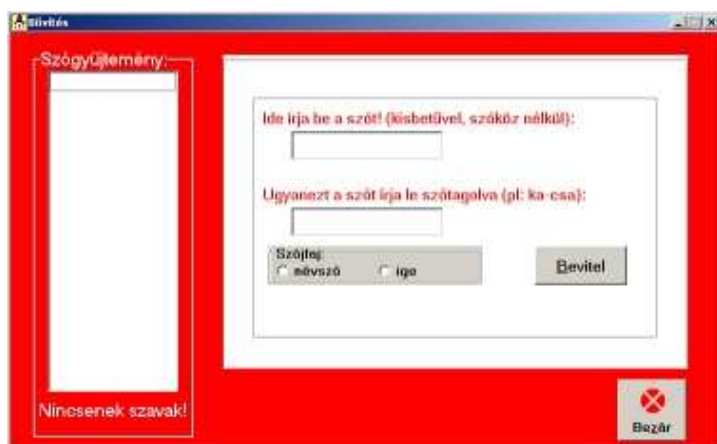 Bővítés
Szógyűjtemény:
Nincsenek szavak!
Ide írja be a szót! (kisbetűvel, szóköz nélkül):
Ugyanezt a szót írja le szótagolva (pl: ka-csa):
Szófaj:
névszó ige
Bevitel
Bezár